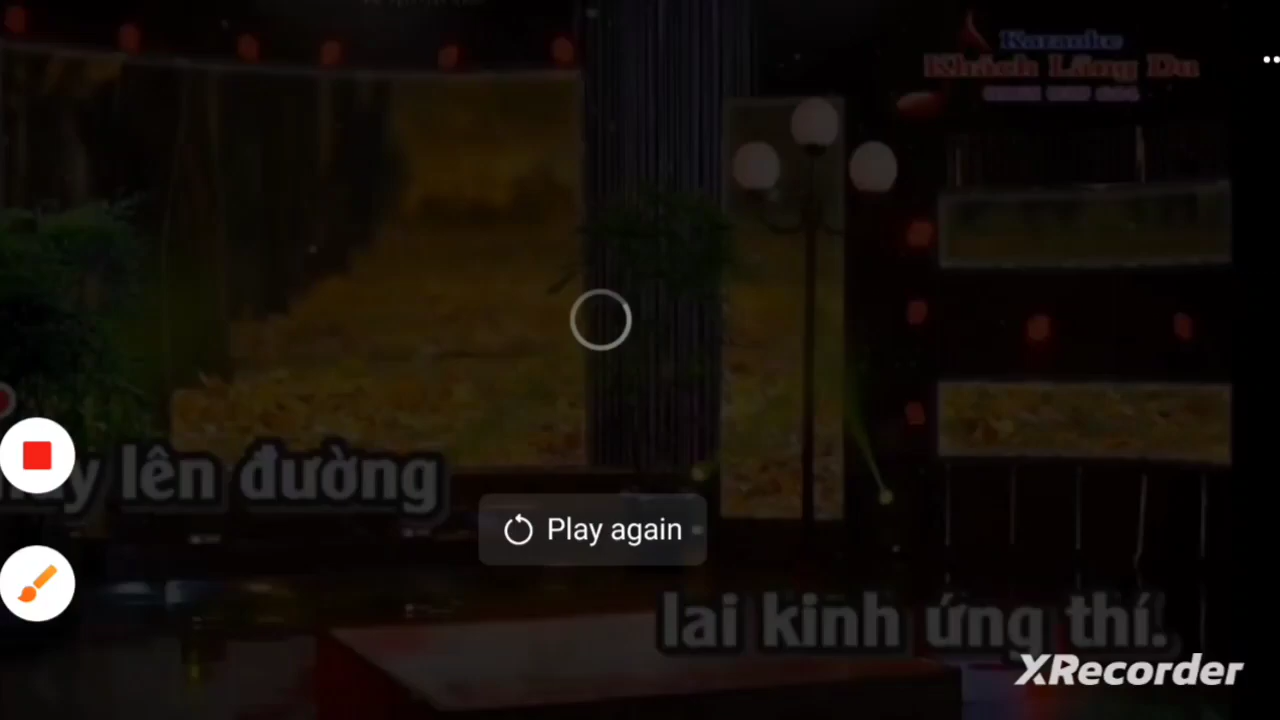 Karaoke
Khách Lãng Du
lên đường
Play again
lai kinh ứng thí.
XRecorder